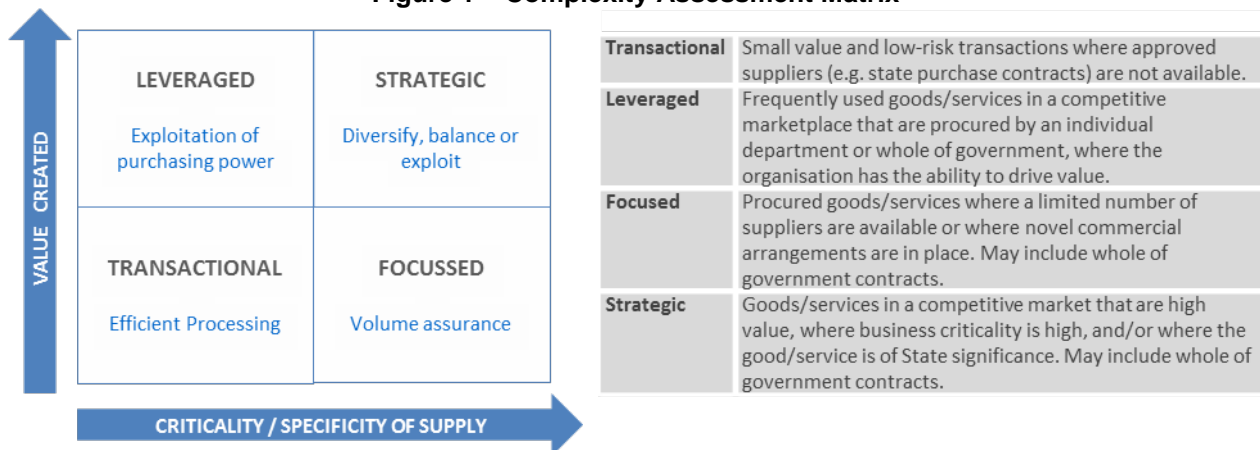 Figure 1 – Complexity Assessment Matrix
VALUE CREATED
LEVERAGED
Exploitation of
purchasing power
STRATEGIC
Diversify, balance or
exploit
TRANSACTIONAL
Efficient Processing
FOCUSSED
Volume assurance
CRITICALITY / SPECIFICITY OF SUPPLY
Transactional Small value and low-risk transactions where approved
suppliers (e.g. state purchase contracts) are not available.
Leveraged Frequently used goods/services in a competitive
marketplace that are procured by an individual
department or whole of government, where the
organisation has the ability to drive value.
Focused Procured goods/services where a limited number of
suppliers are available or where novel commercial
arrangements are in place. May include whole of
government contracts.
Strategic Goods/services in a competitive market that are high
value, where business criticality is high, and/or where the
good/service is of State significance. May include whole of
government contracts.